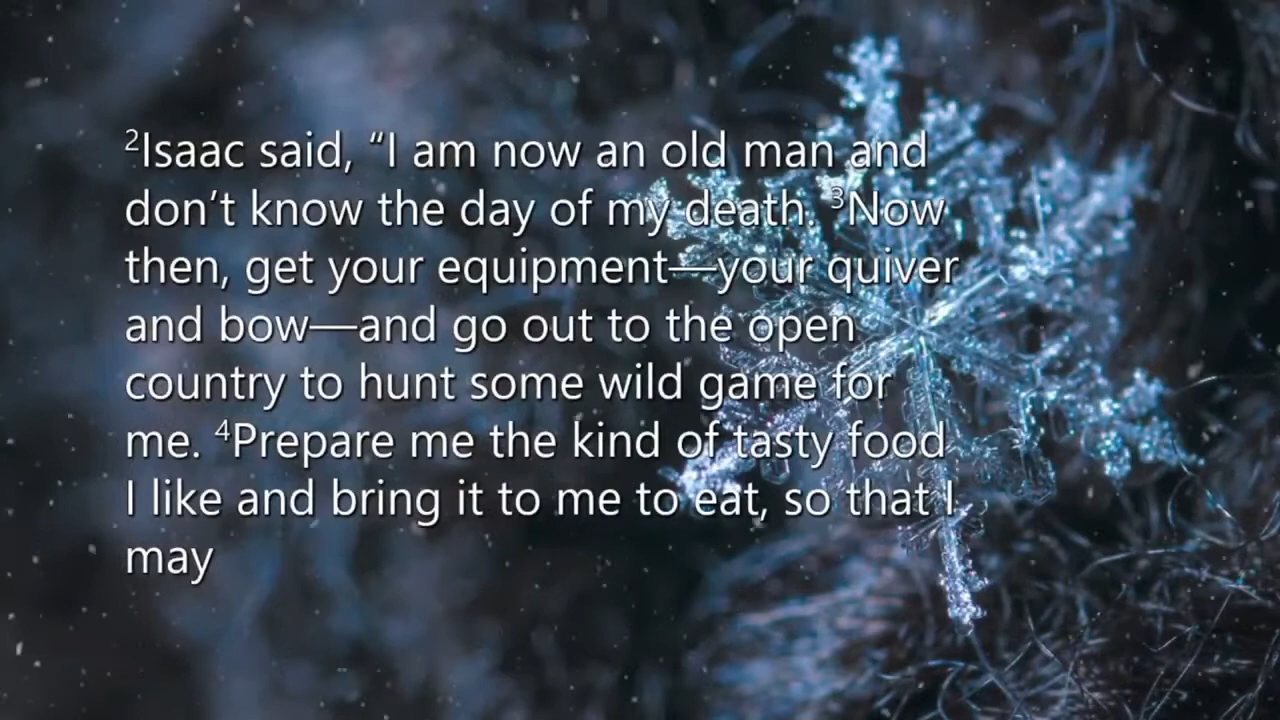 ²Isaac said, “I am now an old man and
don’t know the day of my death. ³Now
then, get your equipment—your quiver
and bow—and go out to the open
country to hunt some wild game for
me. ⁴Prepare me the kind of tasty food
I like and bring it to me to eat, so that I
may